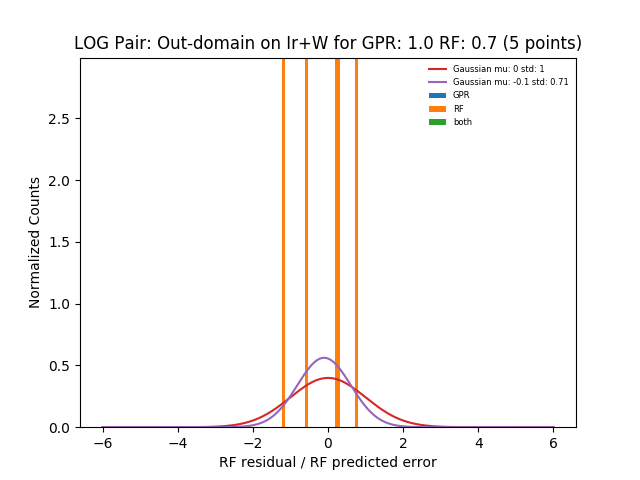 LOG Pair: Out-domain on Ir+W for GPR: 1.0 RF: 0.7 (5 points)
Gaussian mu: 0 std: 1
Gaussian mu: -0.1 std: 0.71
GPR
RF
both
Normalized Counts
2.5
2.0
1.5
1.0
0.5
0.0
−6 −4 −2 0 2 4 6
RF residual / RF predicted error